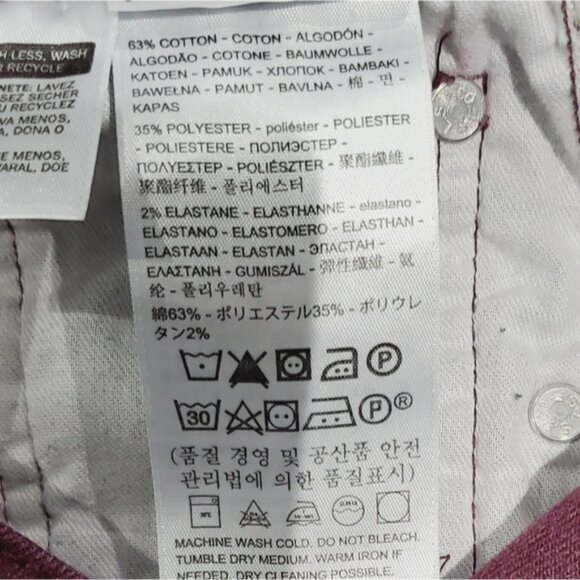 H LESS, WASH
R RECYCLE
NETE: LAVEZ
SEZ SECHER
U RECYCLEZ
VA MENOS,
A, DONA O
E MENOS,
VARAL, DOE
63% COTTON - COTON - ALGODÓN -
ALGODÃO - COTONE - BAUMWOLLE -
KATOEN - PAMUK - ХЛОПОК - BAMBAKI -
BAWEŁNA - PAMUT - BAVLNA - 棉 - 면 -
KAPAS
35% POLYESTER - poliéster - POLIESTER
- POLIESTERE - ПОЛИЭСТЕР -
ΠΟΛΥΕΣΤΕΡ - POLIÉSZTER - 聚酯纖維 -
聚酯纤维 - 폴리에스터
2% ELASTANE - ELASTHANNE - elastano -
ELASTANO - ELASTOMERO - ELASTHAN -
ELASTAAN - ELASTAN - ЭЛАСТАН -
ΕΛΑΣΤΑΝΗ - GUMISZÁL - 弹性纖維 - 氨
纶 - 폴리우레탄
綿63% - ポリエステル35% - ポリウレ
タン2%
P
30 P ®
(품질 경영 및 공산품 안전
관리법에 의한 품질표시)
MACHINE WASH COLD. DO NOT BLEACH.
TUMBLE DRY MEDIUM. WARM IRON IF
NEEDED. DRY CLEANABLE